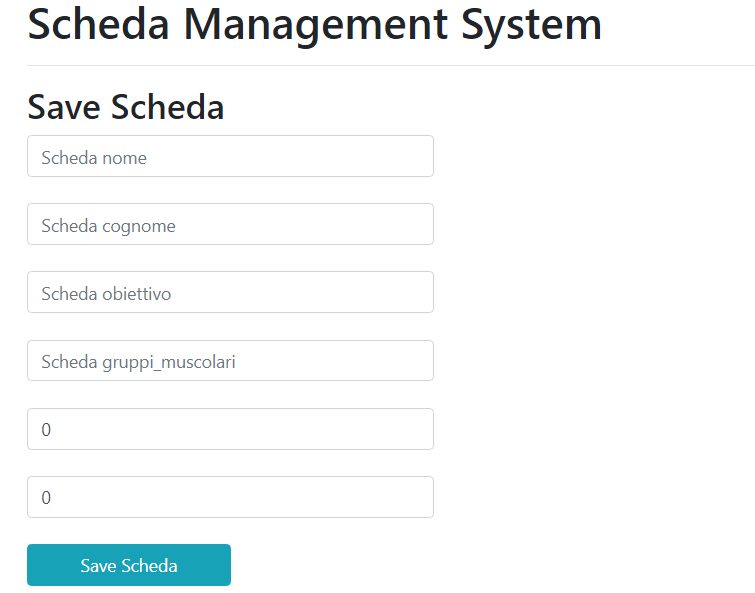 Scheda Management System
Save Scheda
Scheda nome
Scheda cognome
Scheda obiettivo
Scheda gruppi_muscolari
0
0
Save Scheda